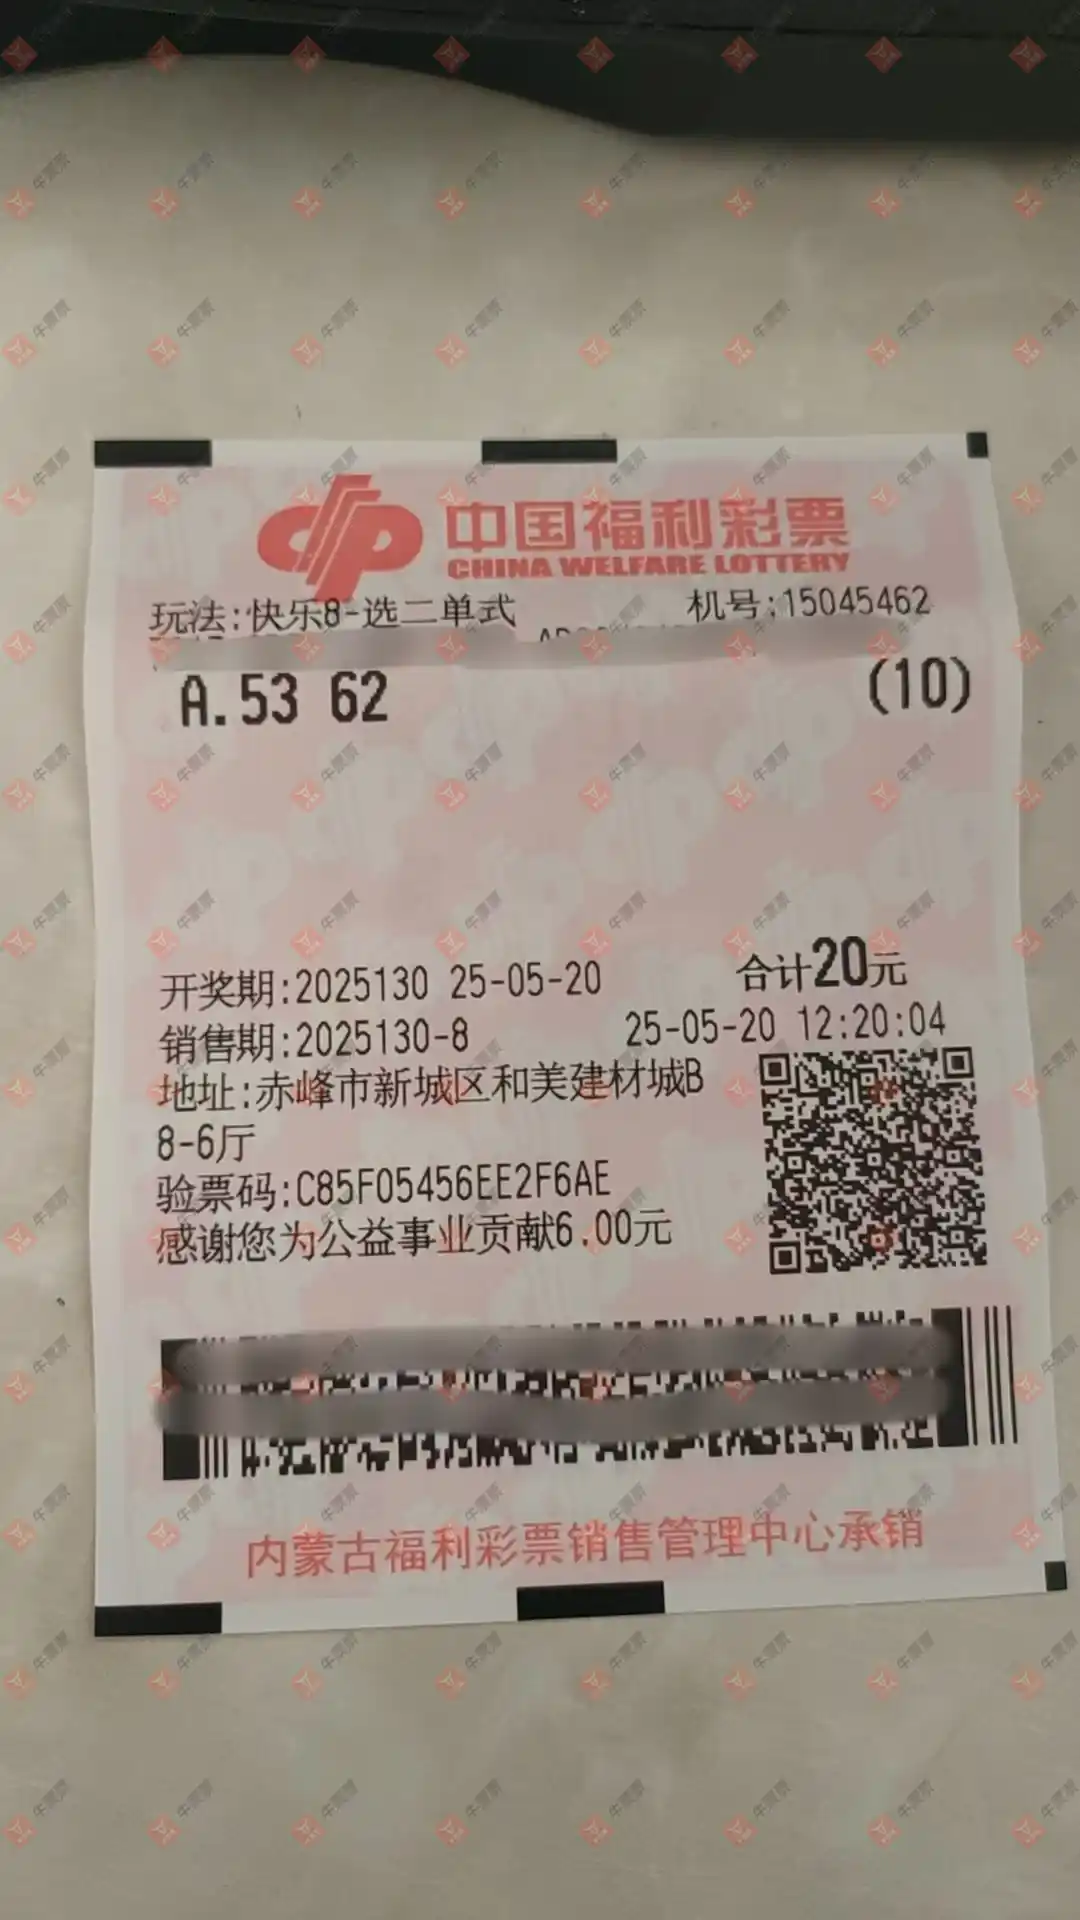 中国福利彩票
CHINA WELFARE LOTTERY
玩法:快乐8-选二单式 机号:15045462
A.53 62 (10)
开奖期:2025130 25-05-20 合计20元
销售期:2025130-8 25-05-20 12:20:04
地址:赤峰市新城区和美建材城B
8-6厅
验票码:C85F05456EE2F6AE
感谢您为公益事业贡献6.00元
内蒙古福利彩票销售管理中心承销